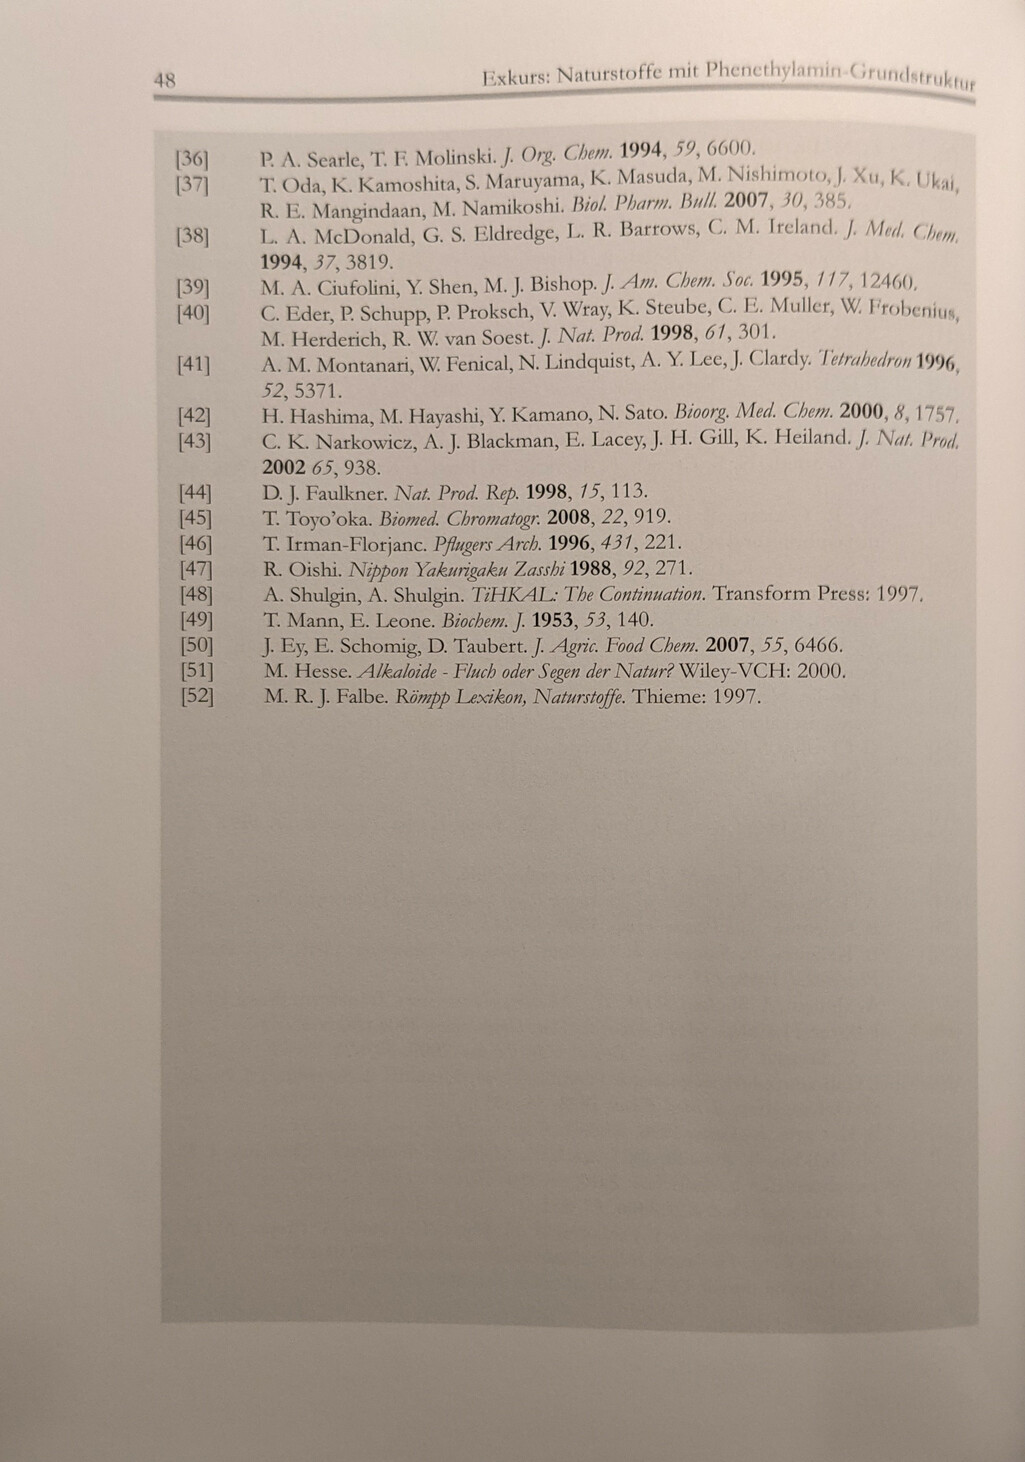 48 Exkurs: Naturstoffe mit Phenethylamin-Grundstruktur
[36] P. A. Searle, T. F. Molinski. J. Org. Chem. 1994, 59, 6600.
[37] T. Oda, K. Kamoshita, S. Maruyama, K. Masuda, M. Nishimoto, J. Xu, K. Ukai,
R. E. Mangindaan, M. Namikoshi. Biol. Pharm. Bull. 2007, 30, 385.
[38] L. A. McDonald, G. S. Eldredge, L. R. Barrows, C. M. Ireland. J. Med. Chem.
1994, 37, 3819.
[39] M. A. Ciufolini, Y. Shen, M. J. Bishop. J. Am. Chem. Soc. 1995, 117, 12460.
[40] C. Eder, P. Schupp, P. Proksch, V. Wray, K. Steube, C. E. Muller, W. Frobenius,
M. Herderich, R. W. van Soest. J. Nat. Prod. 1998, 61, 301.
[41] A. M. Montanari, W. Fenical, N. Lindquist, A. Y. Lee, J. Clardy. Tetrahedron 1996,
52, 5371.
[42] H. Hashima, M. Hayashi, Y. Kamano, N. Sato. Bioorg. Med. Chem. 2000, 8, 1757.
[43] C. K. Narkowicz, A. J. Blackman, E. Lacey, J. H. Gill, K. Heiland. J. Nat. Prod.
2002 65, 938.
[44] D. J. Faulkner. Nat. Prod. Rep. 1998, 15, 113.
[45] T. Toyo’oka. Biomed. Chromatogr. 2008, 22, 919.
[46] T. Irman-Florjanc. Pflugers Arch. 1996, 431, 221.
[47] R. Oishi. Nippon Yakurigaku Zasshi 1988, 92, 271.
[48] A. Shulgin, A. Shulgin. TiHKAL: The Continuation. Transform Press: 1997.
[49] T. Mann, E. Leone. Biochem. J. 1953, 53, 140.
[50] J. Ey, E. Schomig, D. Taubert. J. Agric. Food Chem. 2007, 55, 6466.
[51] M. Hesse. Alkaloide - Fluch oder Segen der Natur? Wiley-VCH: 2000.
[52] M. R. J. Falbe. Römpp Lexikon, Naturstoffe. Thieme: 1997.